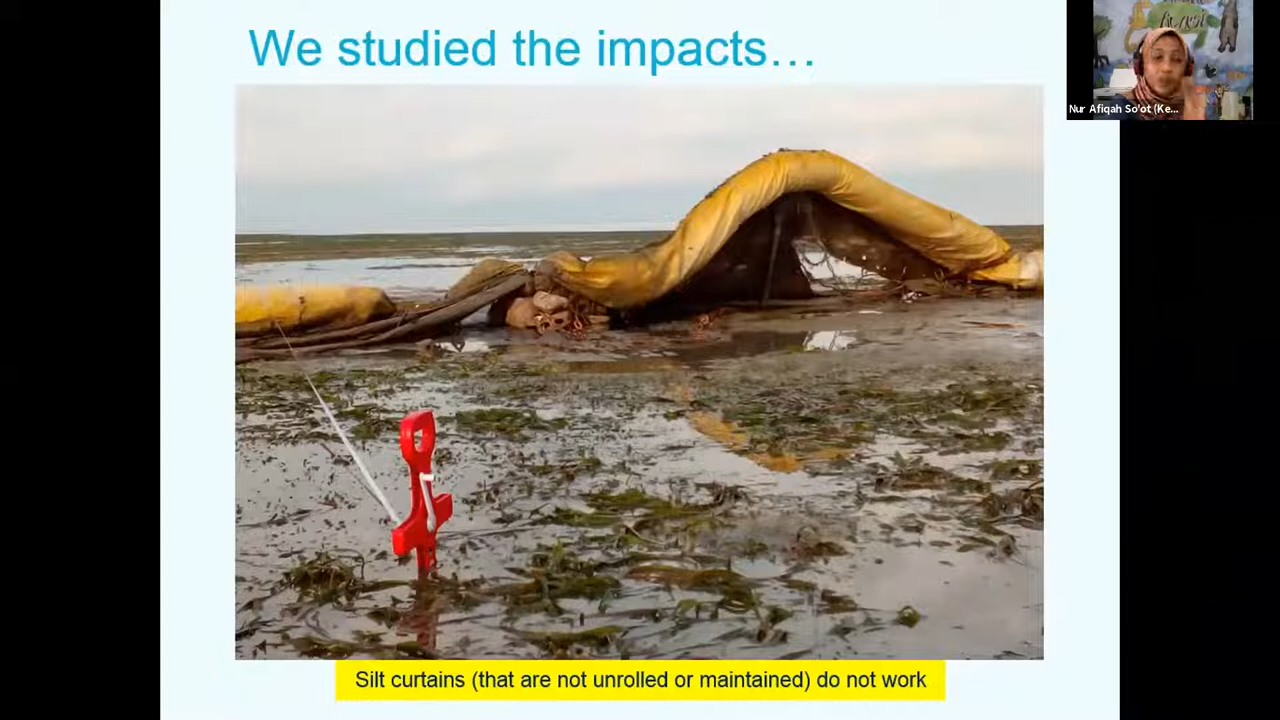 We studied the impacts...
Nur Afiqah So'ot (Ke...
Silt curtains (that are not unrolled or maintained) do not work